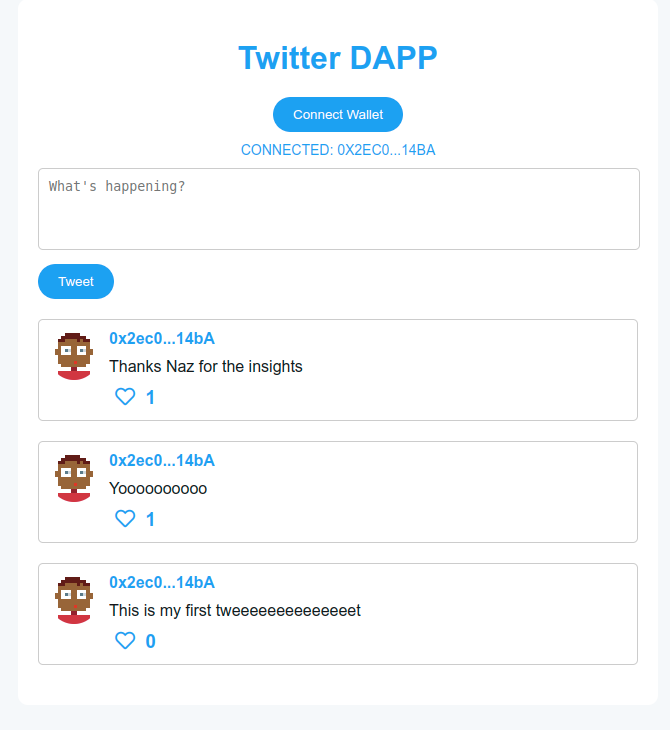 Twitter DAPP
Connect Wallet
CONNECTED: 0X2EC0...14BA
What's happening?
Tweet
0x2ec0...14bA
Thanks Naz for the insights
1
0x2ec0...14bA
Yoooooooooo
1
0x2ec0...14bA
This is my first tweeeeeeeeeeeeeet
0